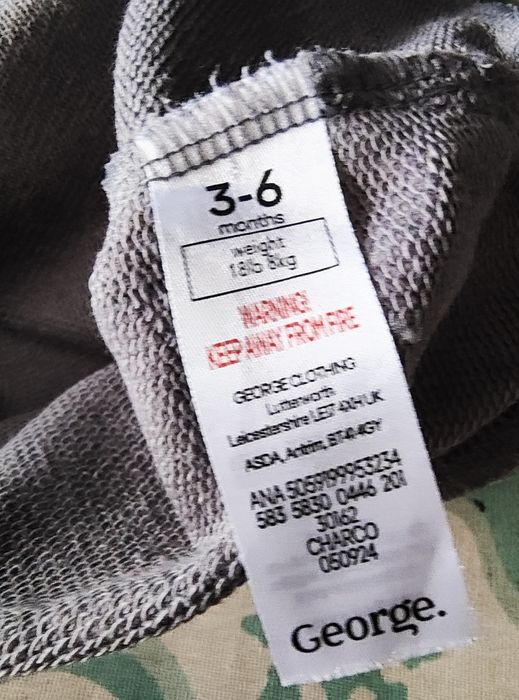 3-6
months
weight
18lb 8kg
WARNING!
KEEP AWAY FROM FIRE
GEORGE CLOTHING
Lutterworth
Leicestershire LE17 4XH UK
ASDA, Antrim, BT41 4GY
ANA 5059199953234
583 5830 0446 201
30162
CHARCO
050924
George.